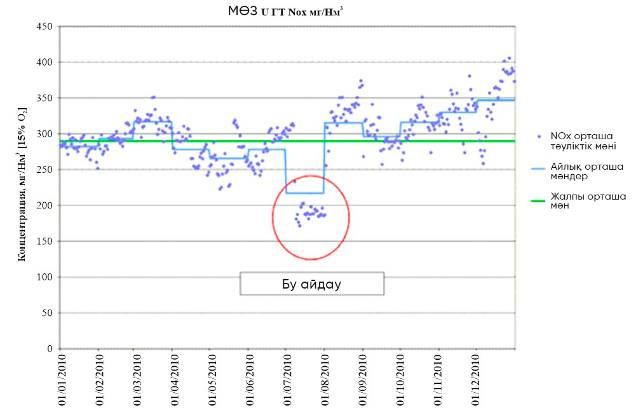 МӨЗ U ГТ Nox мг/Нм³
450
400
350
300
250
200
150
100
50
0
Концентрация, мг/Нм³ [15% O₂]
Бу айдау
01/01/2010
01/02/2010
01/03/2010
01/04/2010
01/05/2010
01/06/2010
01/07/2010
01/08/2010
01/09/2010
01/10/2010
01/11/2010
01/12/2010
NOx орташа
тәуліктік мәні
Айлық орташа
мәндер
Жалпы орташа
мән